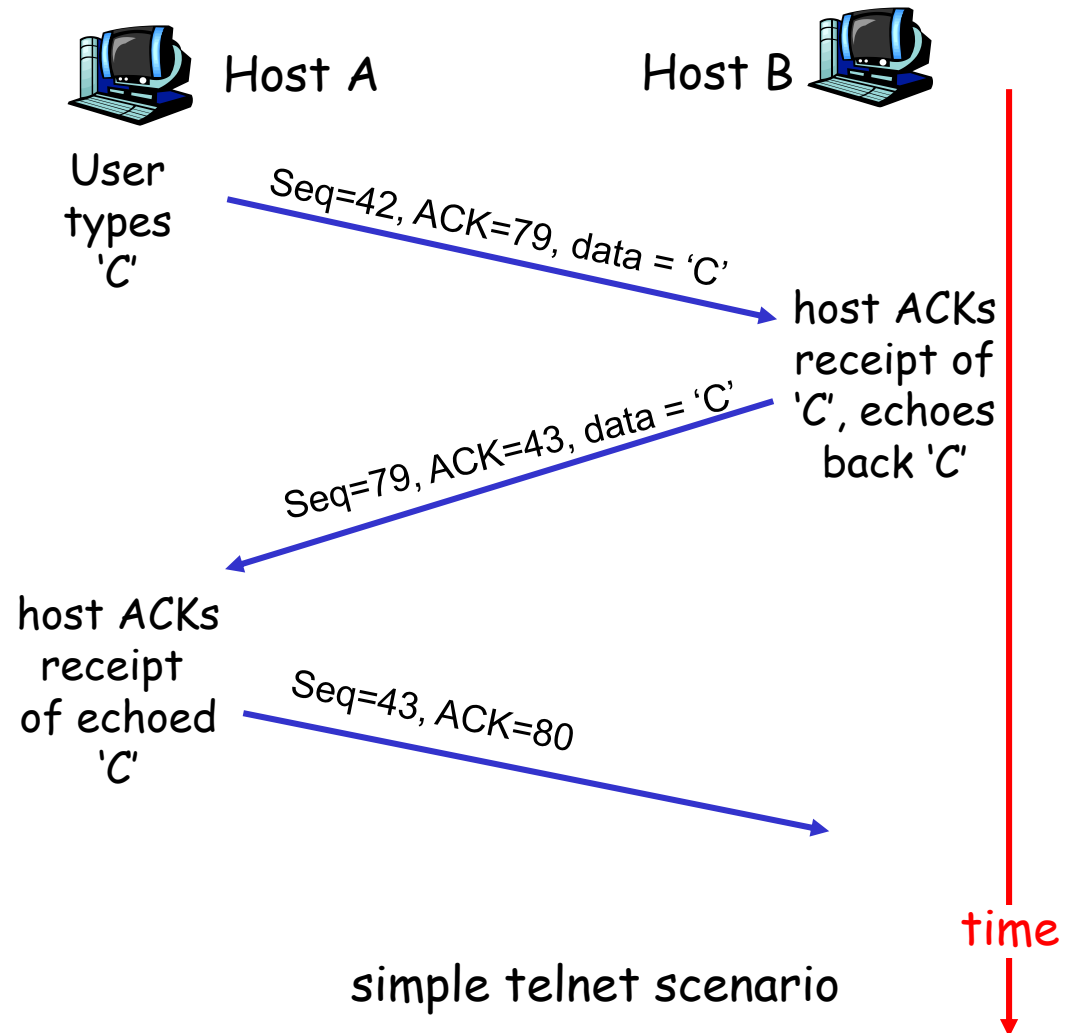 Host A
Host B
User
types
‘C’
Seq=42, ACK=79, data = ‘C’
host ACKs
receipt of
‘C’, echoes
back ‘C’
Seq=79, ACK=43, data = ‘C’
host ACKs
receipt
of echoed
‘C’
Seq=43, ACK=80
time
simple telnet scenario